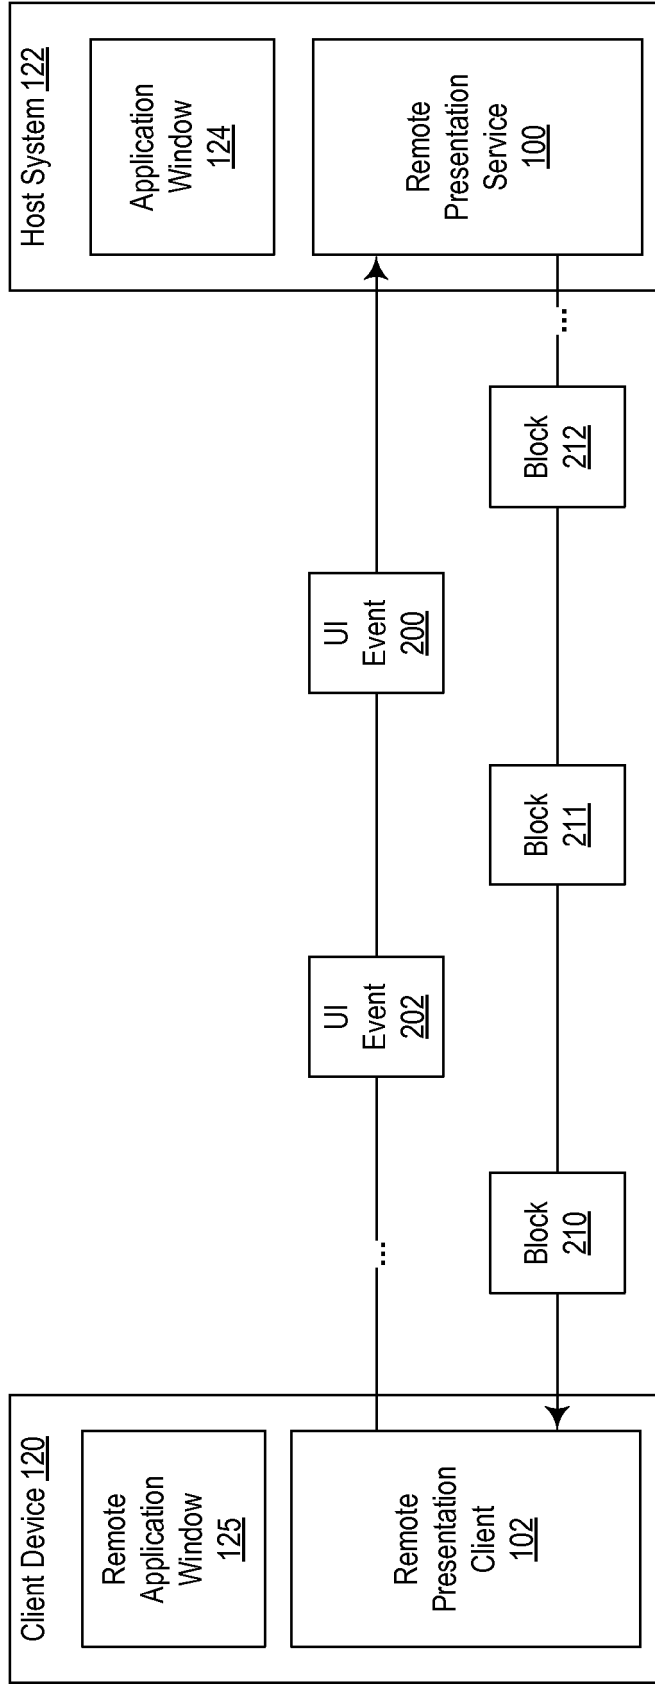 Client Device 120
Remote
Application
Window
125
Remote
Presentation
Client
102
...
UI
Event
202
UI
Event
200
Block
210
Block
211
Block
212
...
Host System 122
Application
Window
124
Remote
Presentation
Service
100